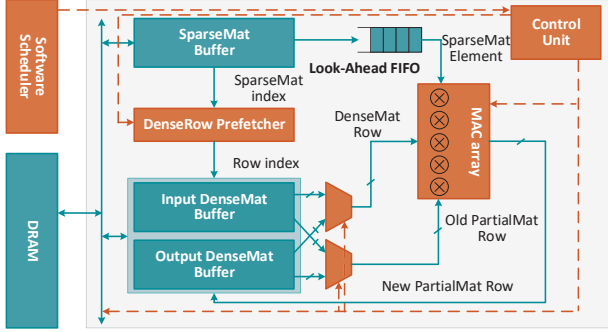 Software
Scheduler
DRAM
SparseMat
Buffer
Look-Ahead FIFO
SparseMat
Element
Control
Unit
SparseMat
index
DenseRow Prefetcher
Row index
DenseMat
Row
MAC array
Input DenseMat
Buffer
Output DenseMat
Buffer
Old PartialMat
Row
New PartialMat Row